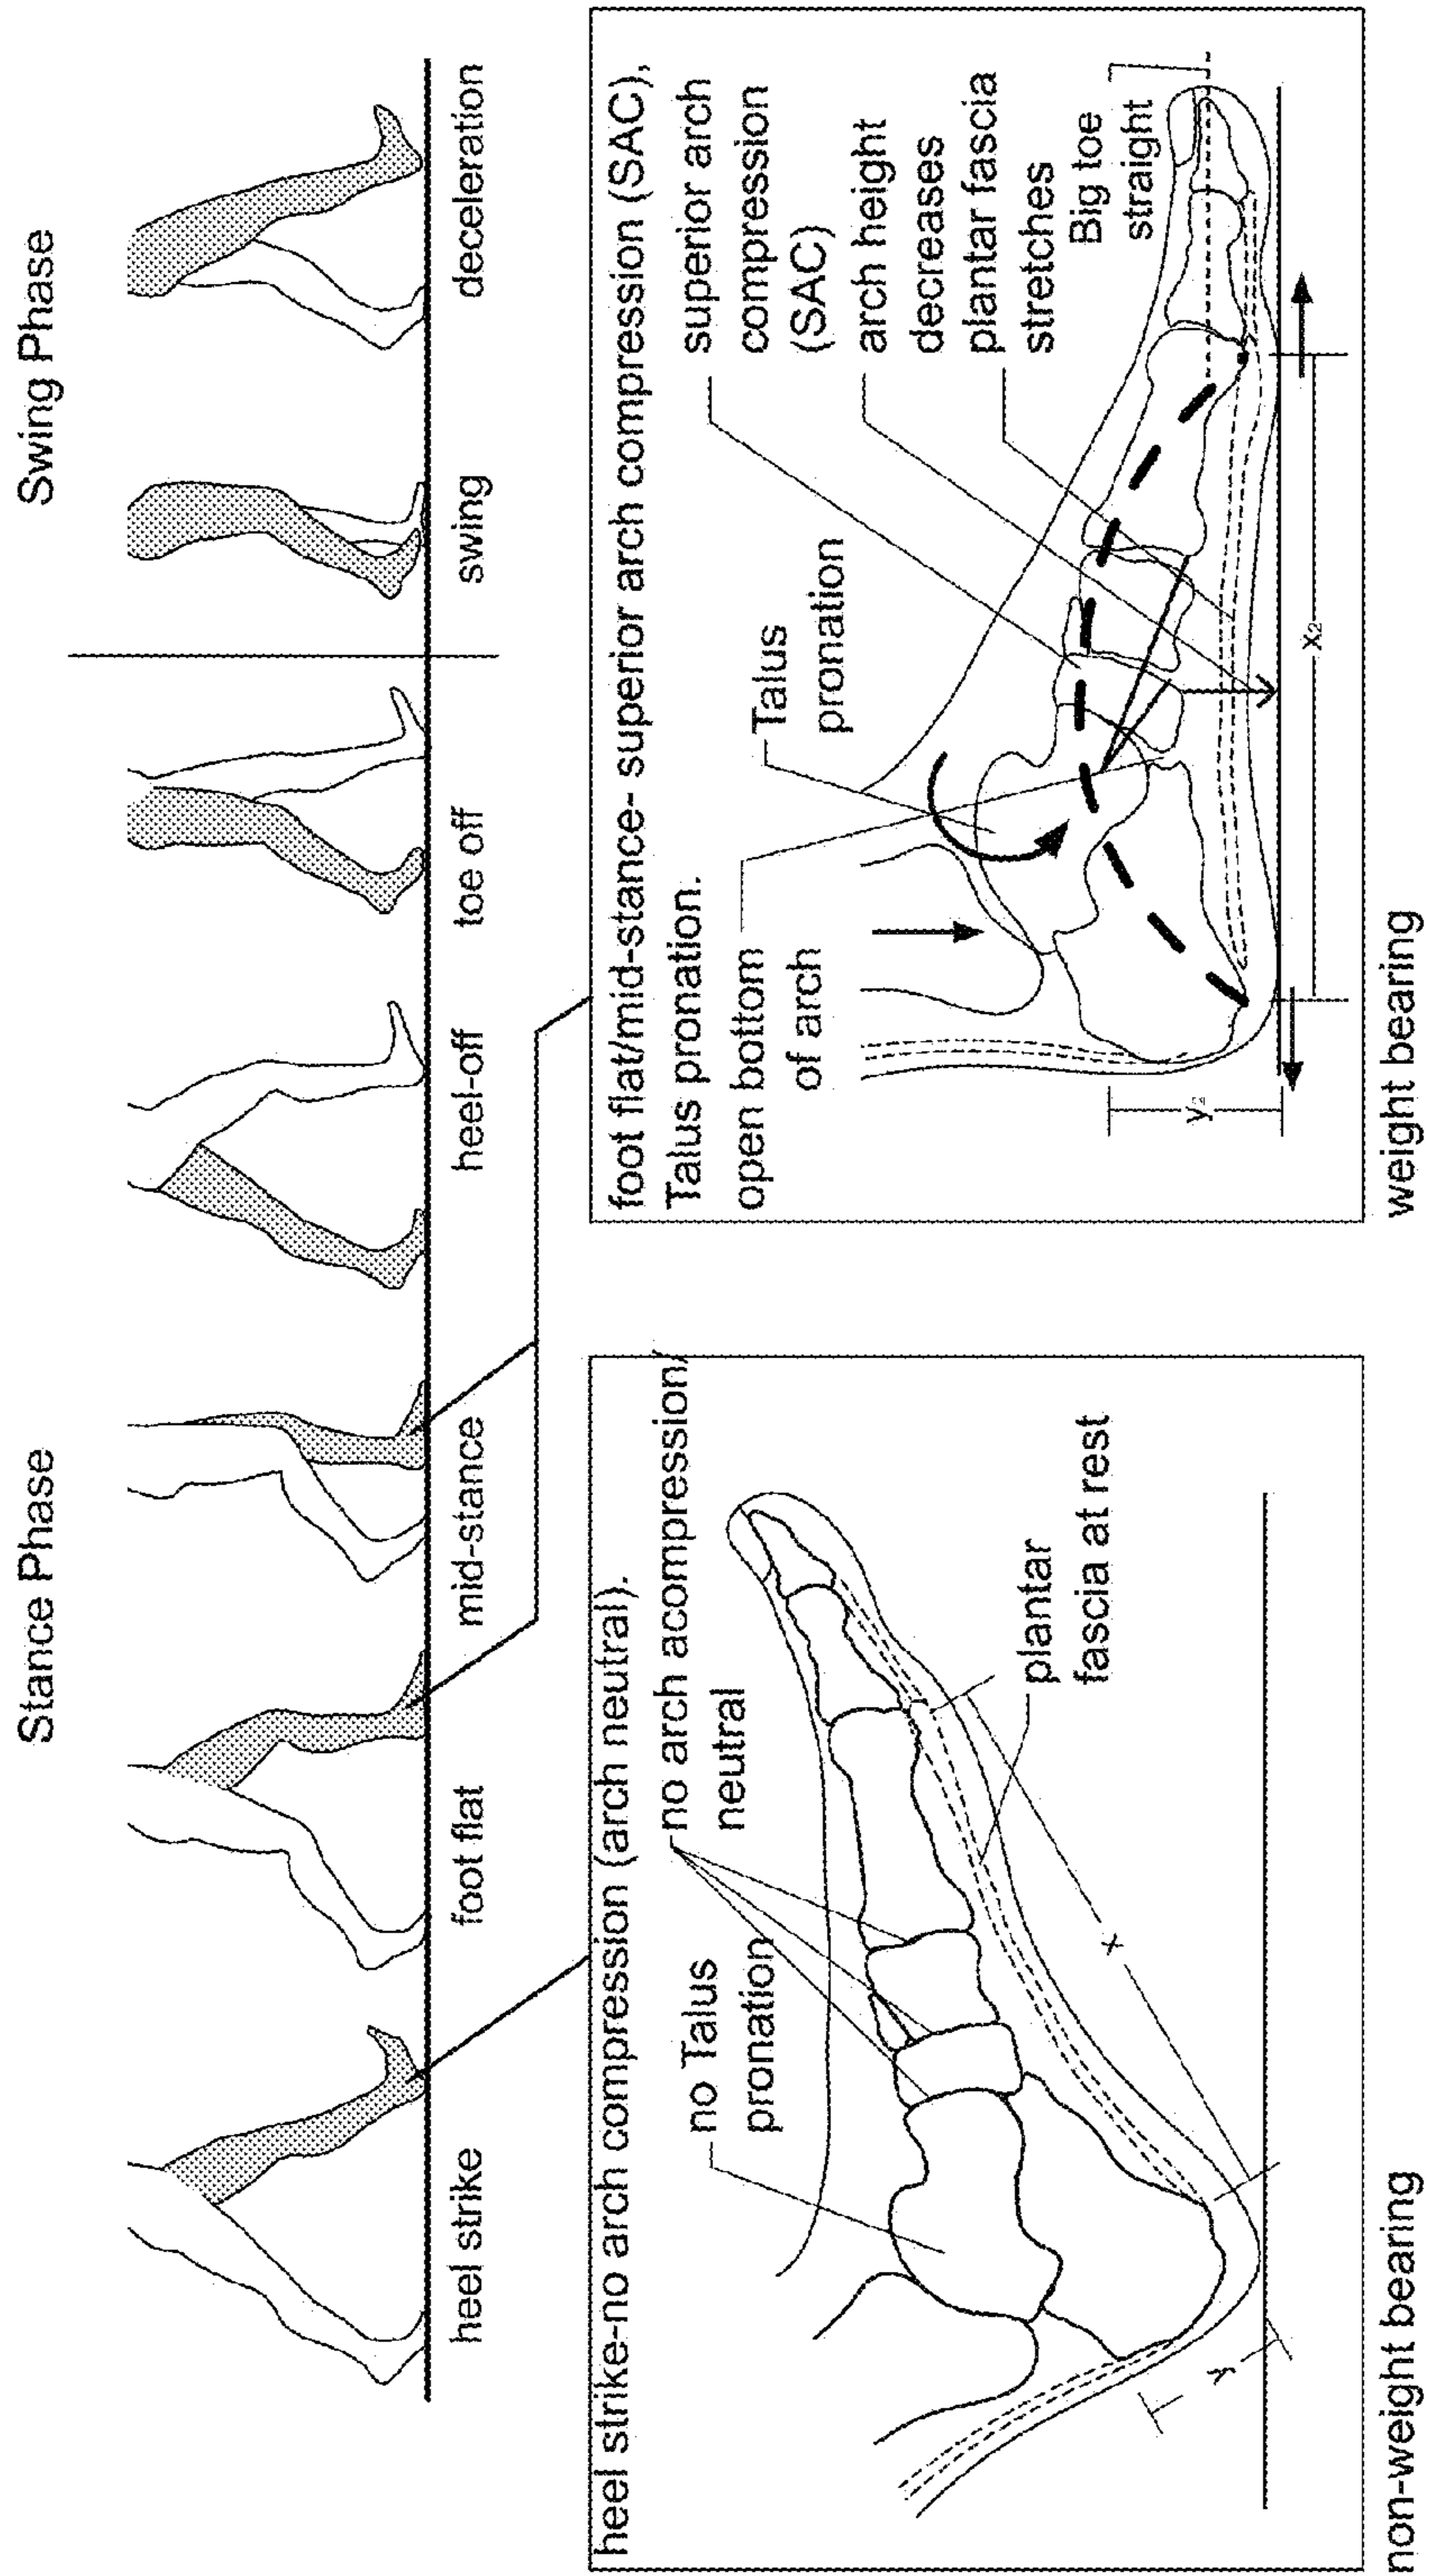 Stance Phase
Swing Phase
heel strike
foot flat
mid-stance
heel-off
toe off
swing
deceleration
heel strike-no arch compression (arch neutral).
no Talus
pronation
no arch acompression/
neutral
plantar
fascia at rest
x
y
non-weight bearing
foot flat/mid-stance- superior arch compression (SAC),
Talus pronation.
open bottom
of arch
Talus
pronation
superior arch
compression
(SAC)
arch height
decreases
plantar fascia
stretches
Big toe
straight
y₂
x₂
weight bearing